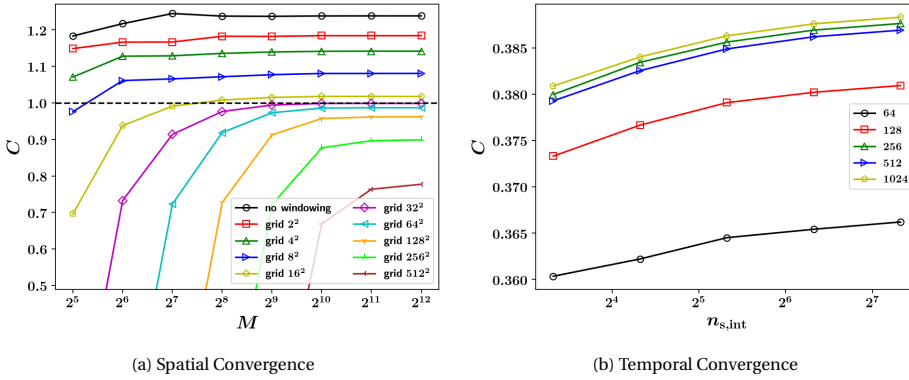 1.2
1.1
1.0
0.9
0.8
0.7
0.6
0.5
C
2^5 2^6 2^7 2^8 2^9 2^10 2^11 2^12
M
no windowing
grid 2^2
grid 4^2
grid 8^2
grid 16^2
grid 32^2
grid 64^2
grid 128^2
grid 256^2
grid 512^2
(a) Spatial Convergence
0.385
0.380
0.375
0.370
0.365
0.360
C
64
128
256
512
1024
2^4 2^5 2^6 2^7
n_s,int
(b) Temporal Convergence